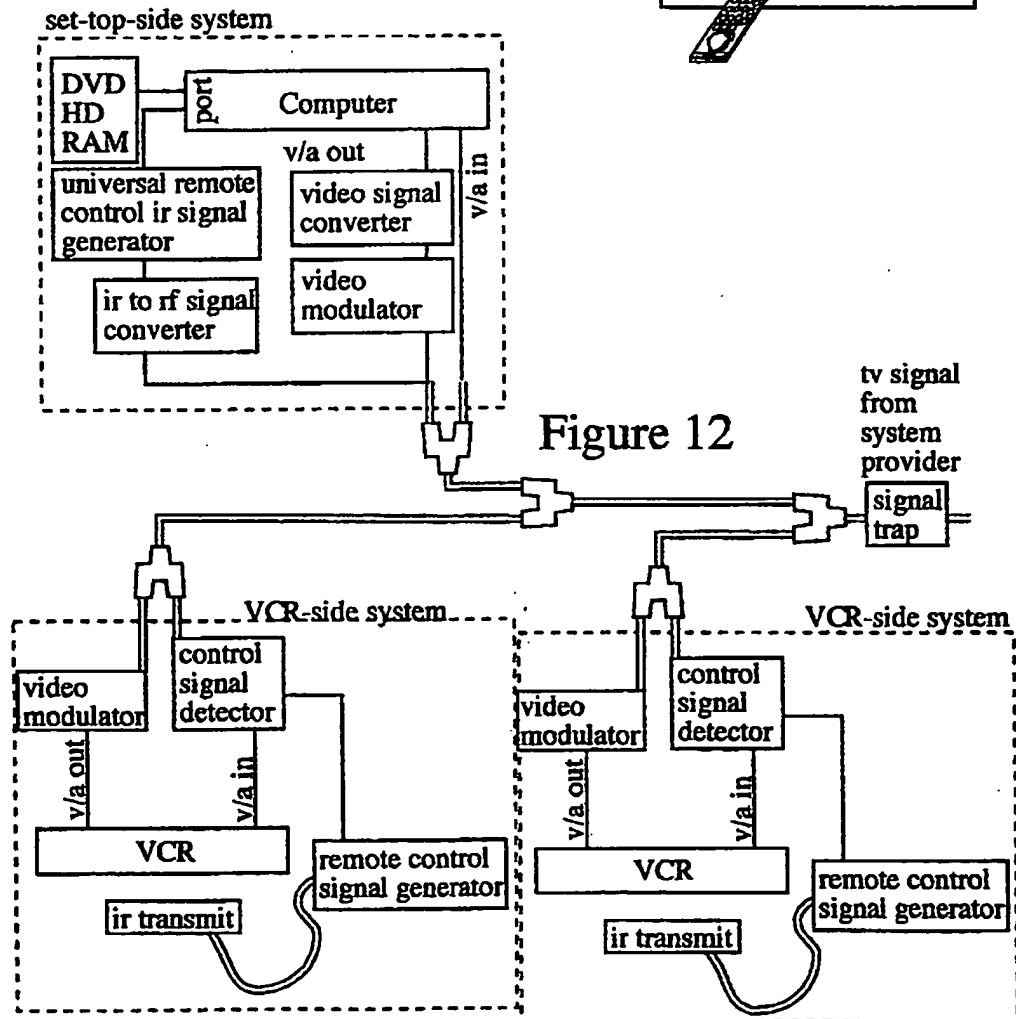 set-top-side system
DVD
HD
RAM
port
Computer
v/a out
v/a in
universal remote
control ir signal
generator
video signal
converter
ir to rf signal
converter
video
modulator
Figure 12
tv signal
from
system
provider
signal
trap
VCR-side system
video
modulator
control
signal
detector
v/a out
v/a in
VCR
remote control
signal generator
ir transmit
VCR-side system
video
modulator
control
signal
detector
v/a out
v/a in
VCR
remote control
signal generator
ir transmit